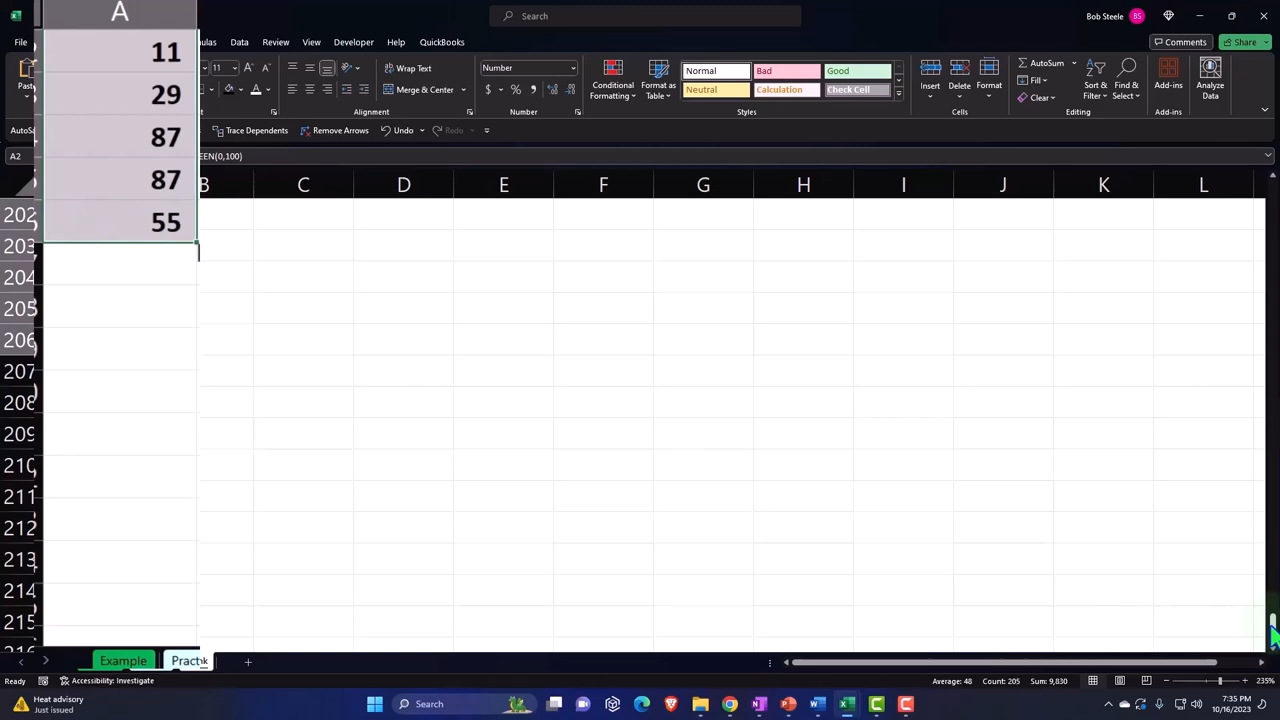 Search
Bob Steele BS
File
ulas Data Review View Developer Help QuickBooks
Comments Share
A
11
29
87
87
55
Paste
11 A A
Wrap Text
Merge & Center
Alignment
Number
$ % ,
Number
Conditional Formatting
Format as Table
Normal Bad Good
Neutral Calculation Check Cell
Styles
Insert Delete Format
Cells
AutoSum
Fill
Clear
Sort & Filter
Find & Select
Editing
Add-ins
Add-ins
Analyze Data
AutoSa
Trace Dependents Remove Arrows Undo Redo
A2
EEN(0,100)
B C D E F G H I J K L
202
203
204
205
206
207
208
209
210
211
212
213
214
215
216
Example Pract
Ready Accessibility: Investigate Average: 48 Count: 205 Sum: 9,830 235%
Heat advisory
Just issued
Search
7:35 PM
10/16/2023